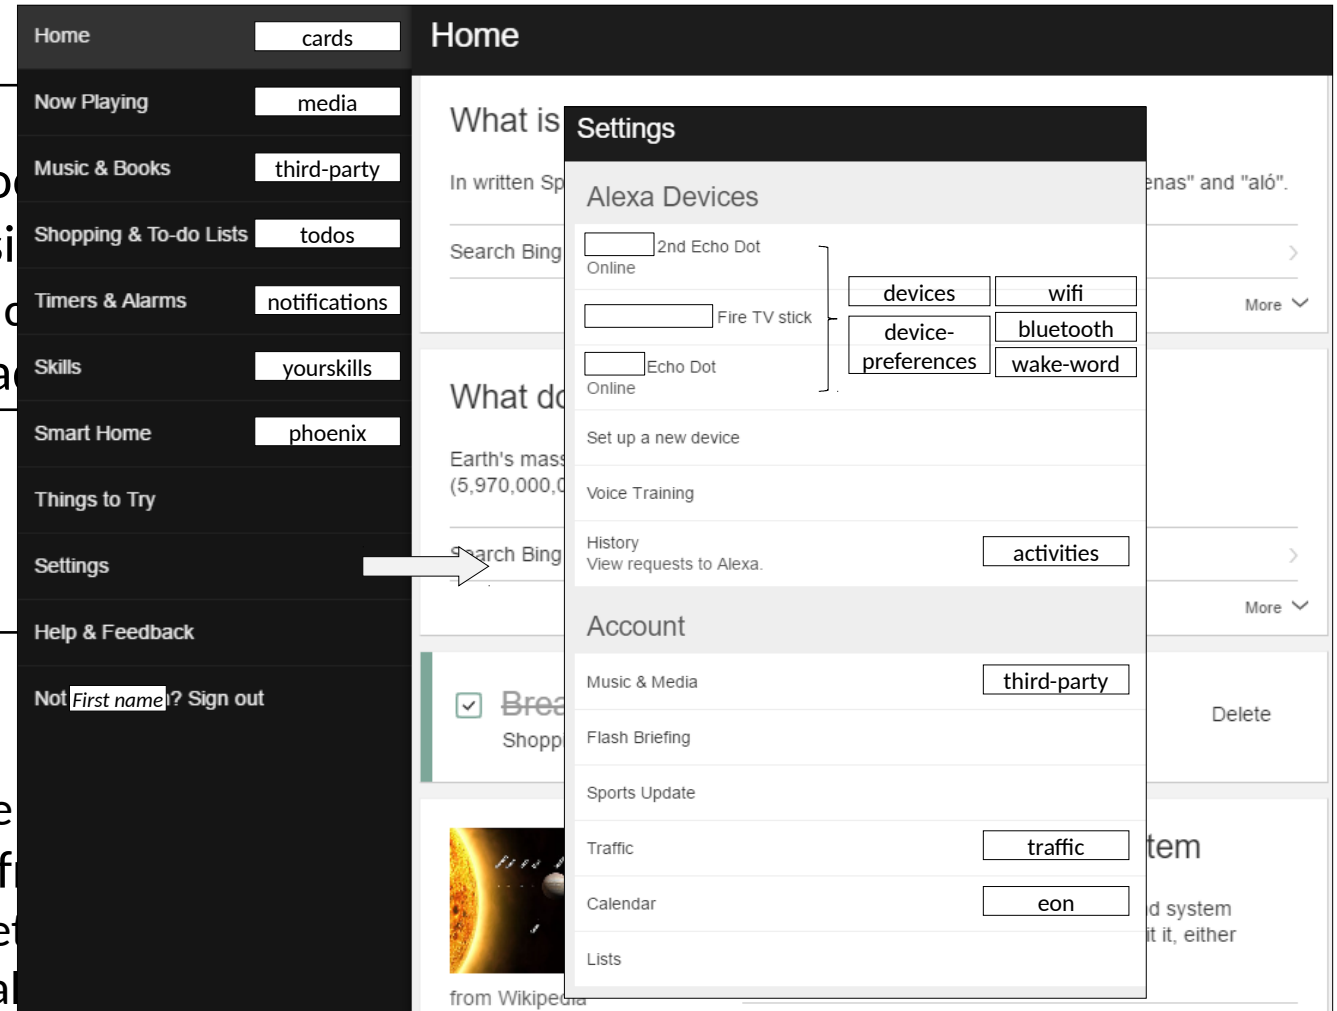 Home cards
Now Playing media
Music & Books third-party
Shopping & To-do Lists todos
Timers & Alarms notifications
Skills yourskills
Smart Home phoenix
Things to Try
Settings
Help & Feedback
Not First name ? Sign out
Home
What is
In written Sp
enas" and "aló".
Search Bing
More
What do
Earth's mass
(5,970,000,0
Search Bing
More
Brea
Shopp
Delete
tem
d system
it it, either
from Wikipedia
Settings
Alexa Devices
2nd Echo Dot
Online
Fire TV stick
Echo Dot
Online
devices wifi
device-
preferences
bluetooth
wake-word
Set up a new device
Voice Training
History
View requests to Alexa.
activities
Account
Music & Media third-party
Flash Briefing
Sports Update
Traffic traffic
Calendar eon
Lists